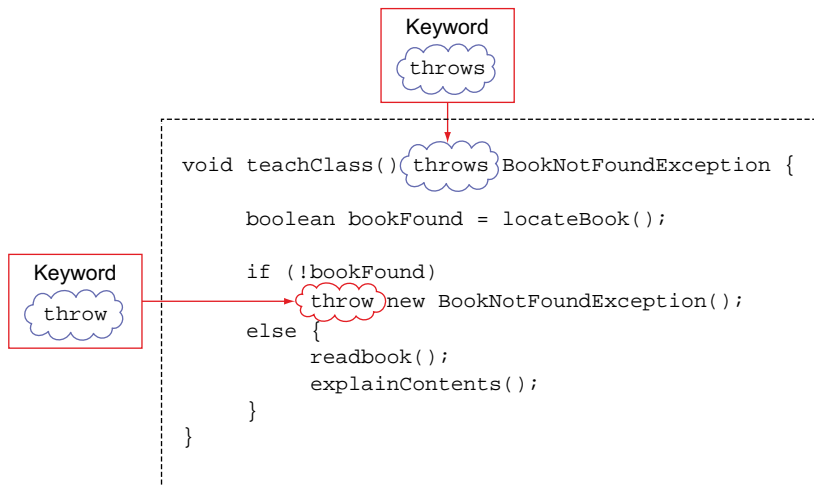 Keyword
throws
void teachClass() throws BookNotFoundException {
boolean bookFound = locateBook();
if (!bookFound)
Keyword
throw
throw new BookNotFoundException();
else {
readbook();
explainContents();
}
}